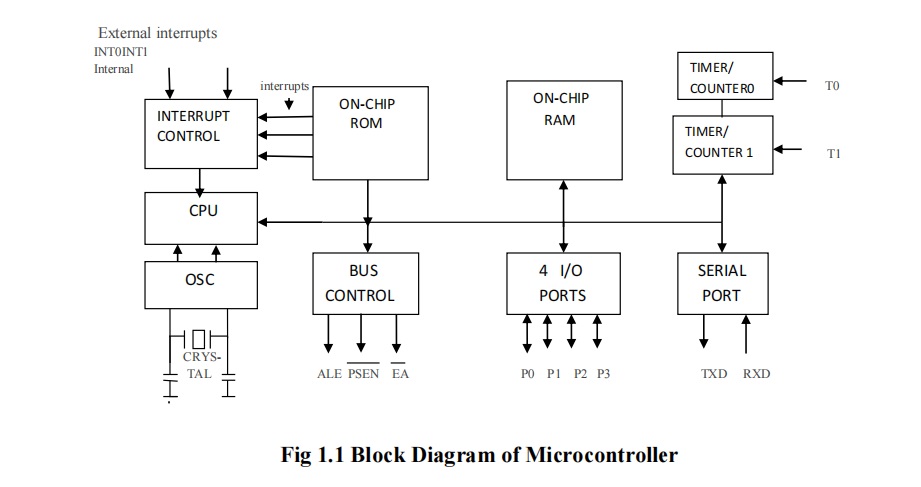 External interrupts
INT0INT1
Internal
interrupts
INTERRUPT
CONTROL
ON-CHIP
ROM
ON-CHIP
RAM
TIMER/
COUNTER0
T0
TIMER/
COUNTER 1
T1
CPU
OSC
BUS
CONTROL
4 I/O
PORTS
SERIAL
PORT
CRYS-
TAL
ALE PSEN EA
P0 P1 P2 P3
TXD RXD
Fig 1.1 Block Diagram of Microcontroller